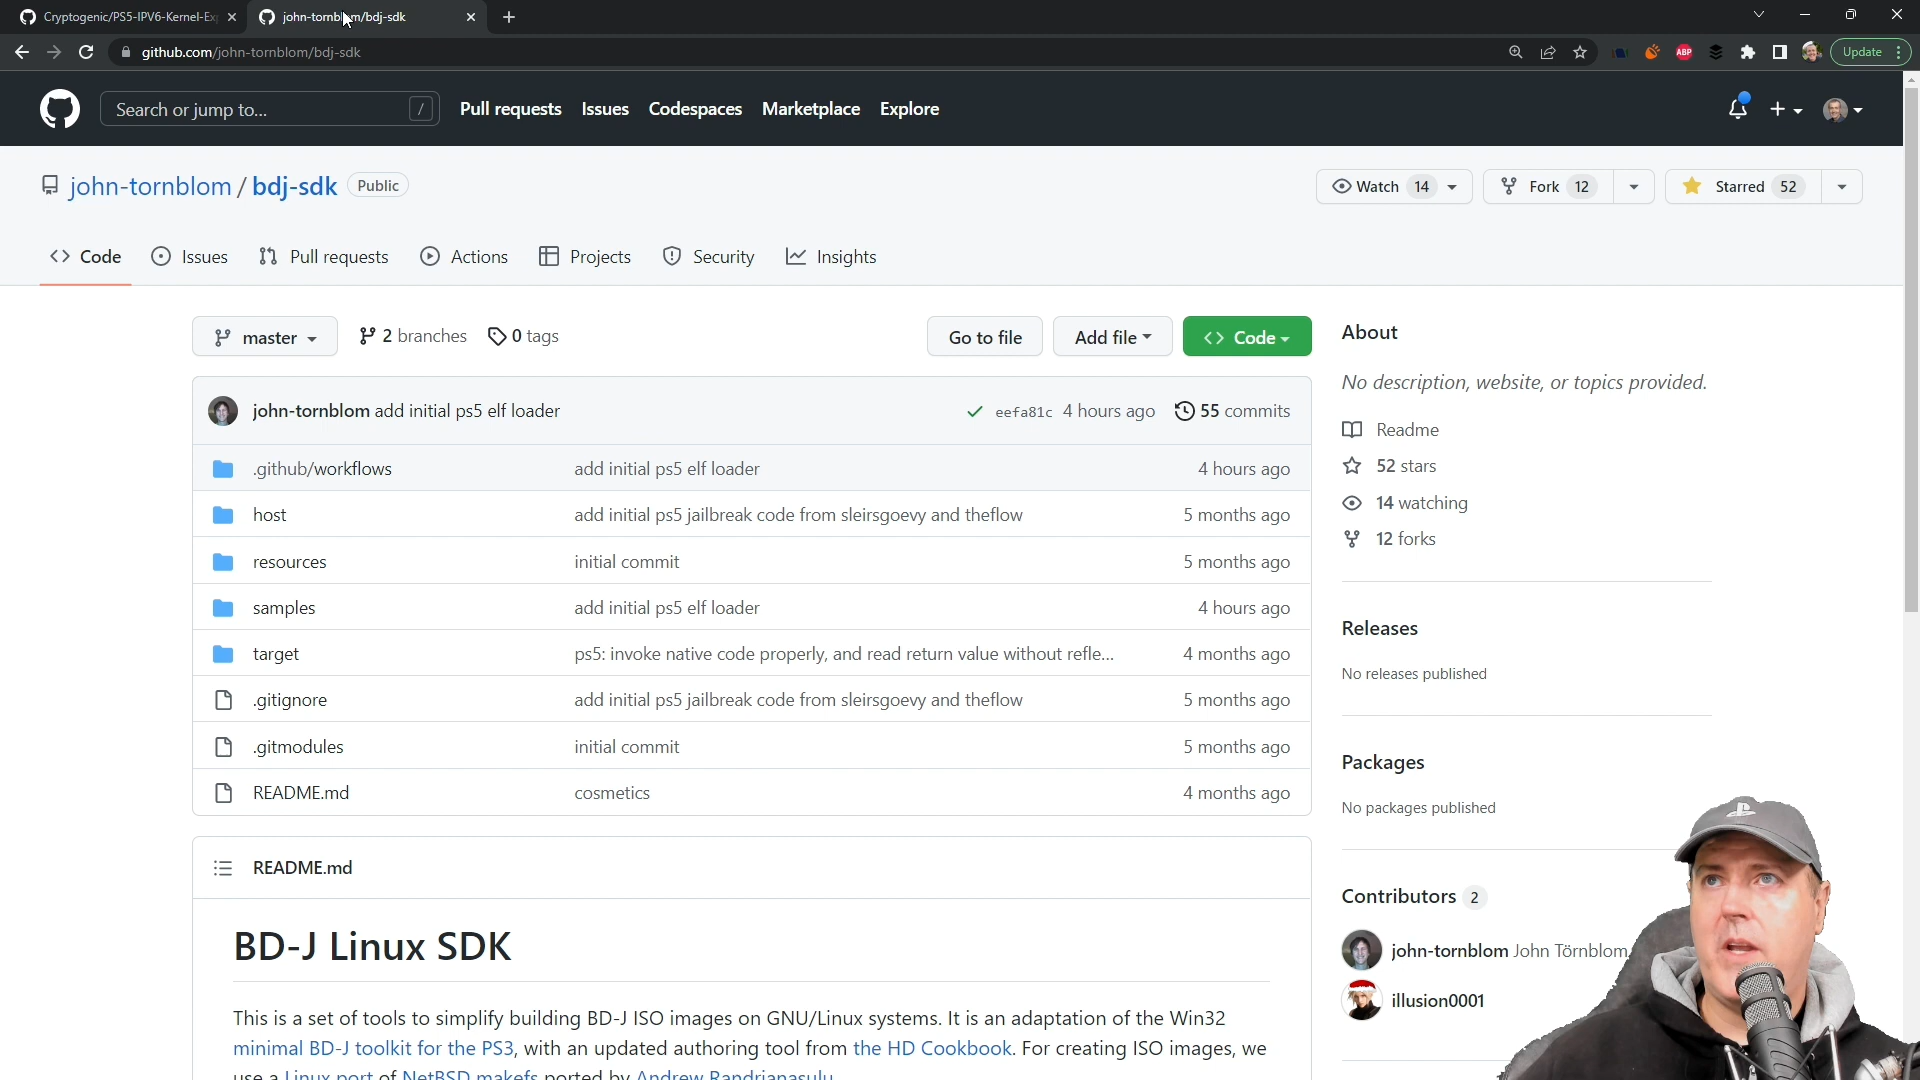 Cryptogenic/PS5-IPV6-Kernel-Ex
john-tornblom/bdj-sdk
github.com/john-tornblom/bdj-sdk
ABP
Update
Search or jump to...
/
Pull requests
Issues
Codespaces
Marketplace
Explore
john-tornblom / bdj-sdk
Public
Watch 14
Fork 12
Starred 52
Code
Issues
Pull requests
Actions
Projects
Security
Insights
master
2 branches
0 tags
Go to file
Add file
Code
john-tornblom add initial ps5 elf loader
eefa81c 4 hours ago
55 commits
.github/workflows
add initial ps5 elf loader
4 hours ago
host
add initial ps5 jailbreak code from sleirsgoevy and theflow
5 months ago
resources
initial commit
5 months ago
samples
add initial ps5 elf loader
4 hours ago
target
ps5: invoke native code properly, and read return value without refle...
4 months ago
.gitignore
add initial ps5 jailbreak code from sleirsgoevy and theflow
5 months ago
.gitmodules
initial commit
5 months ago
README.md
cosmetics
4 months ago
README.md
BD-J Linux SDK
This is a set of tools to simplify building BD-J ISO images on GNU/Linux systems. It is an adaptation of the Win32
minimal BD-J toolkit for the PS3, with an updated authoring tool from the HD Cookbook. For creating ISO images, we
use a Linux port of NetBSD makefs ported by Andrew Randrianasulu
About
No description, website, or topics provided.
Readme
52 stars
14 watching
12 forks
Releases
No releases published
Packages
No packages published
Contributors 2
john-tornblom John Törnblom
illusion0001